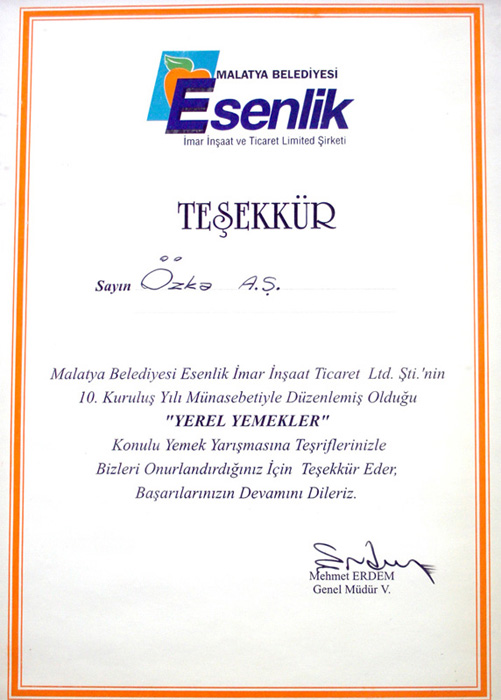 MALATYA BELEDİYESİ
Esenlik
İmar İnşaat ve Ticaret Limited Şirketi
TEŞEKKÜR
Sayın Özka A.Ş.
Malatya Belediyesi Esenlik İmar İnşaat Ticaret Ltd. Şti.'nin
10. Kuruluş Yılı Münasebetiyle Düzenlemiş Olduğu
"YEREL YEMEKLER"
Konulu Yemek Yarışmasına Teşriflerinizle
Bizleri Onurlandırdığınız İçin Teşekkür Eder,
Başarılarınızın Devamını Dileriz.
Mehmet ERDEM
Genel Müdür V.